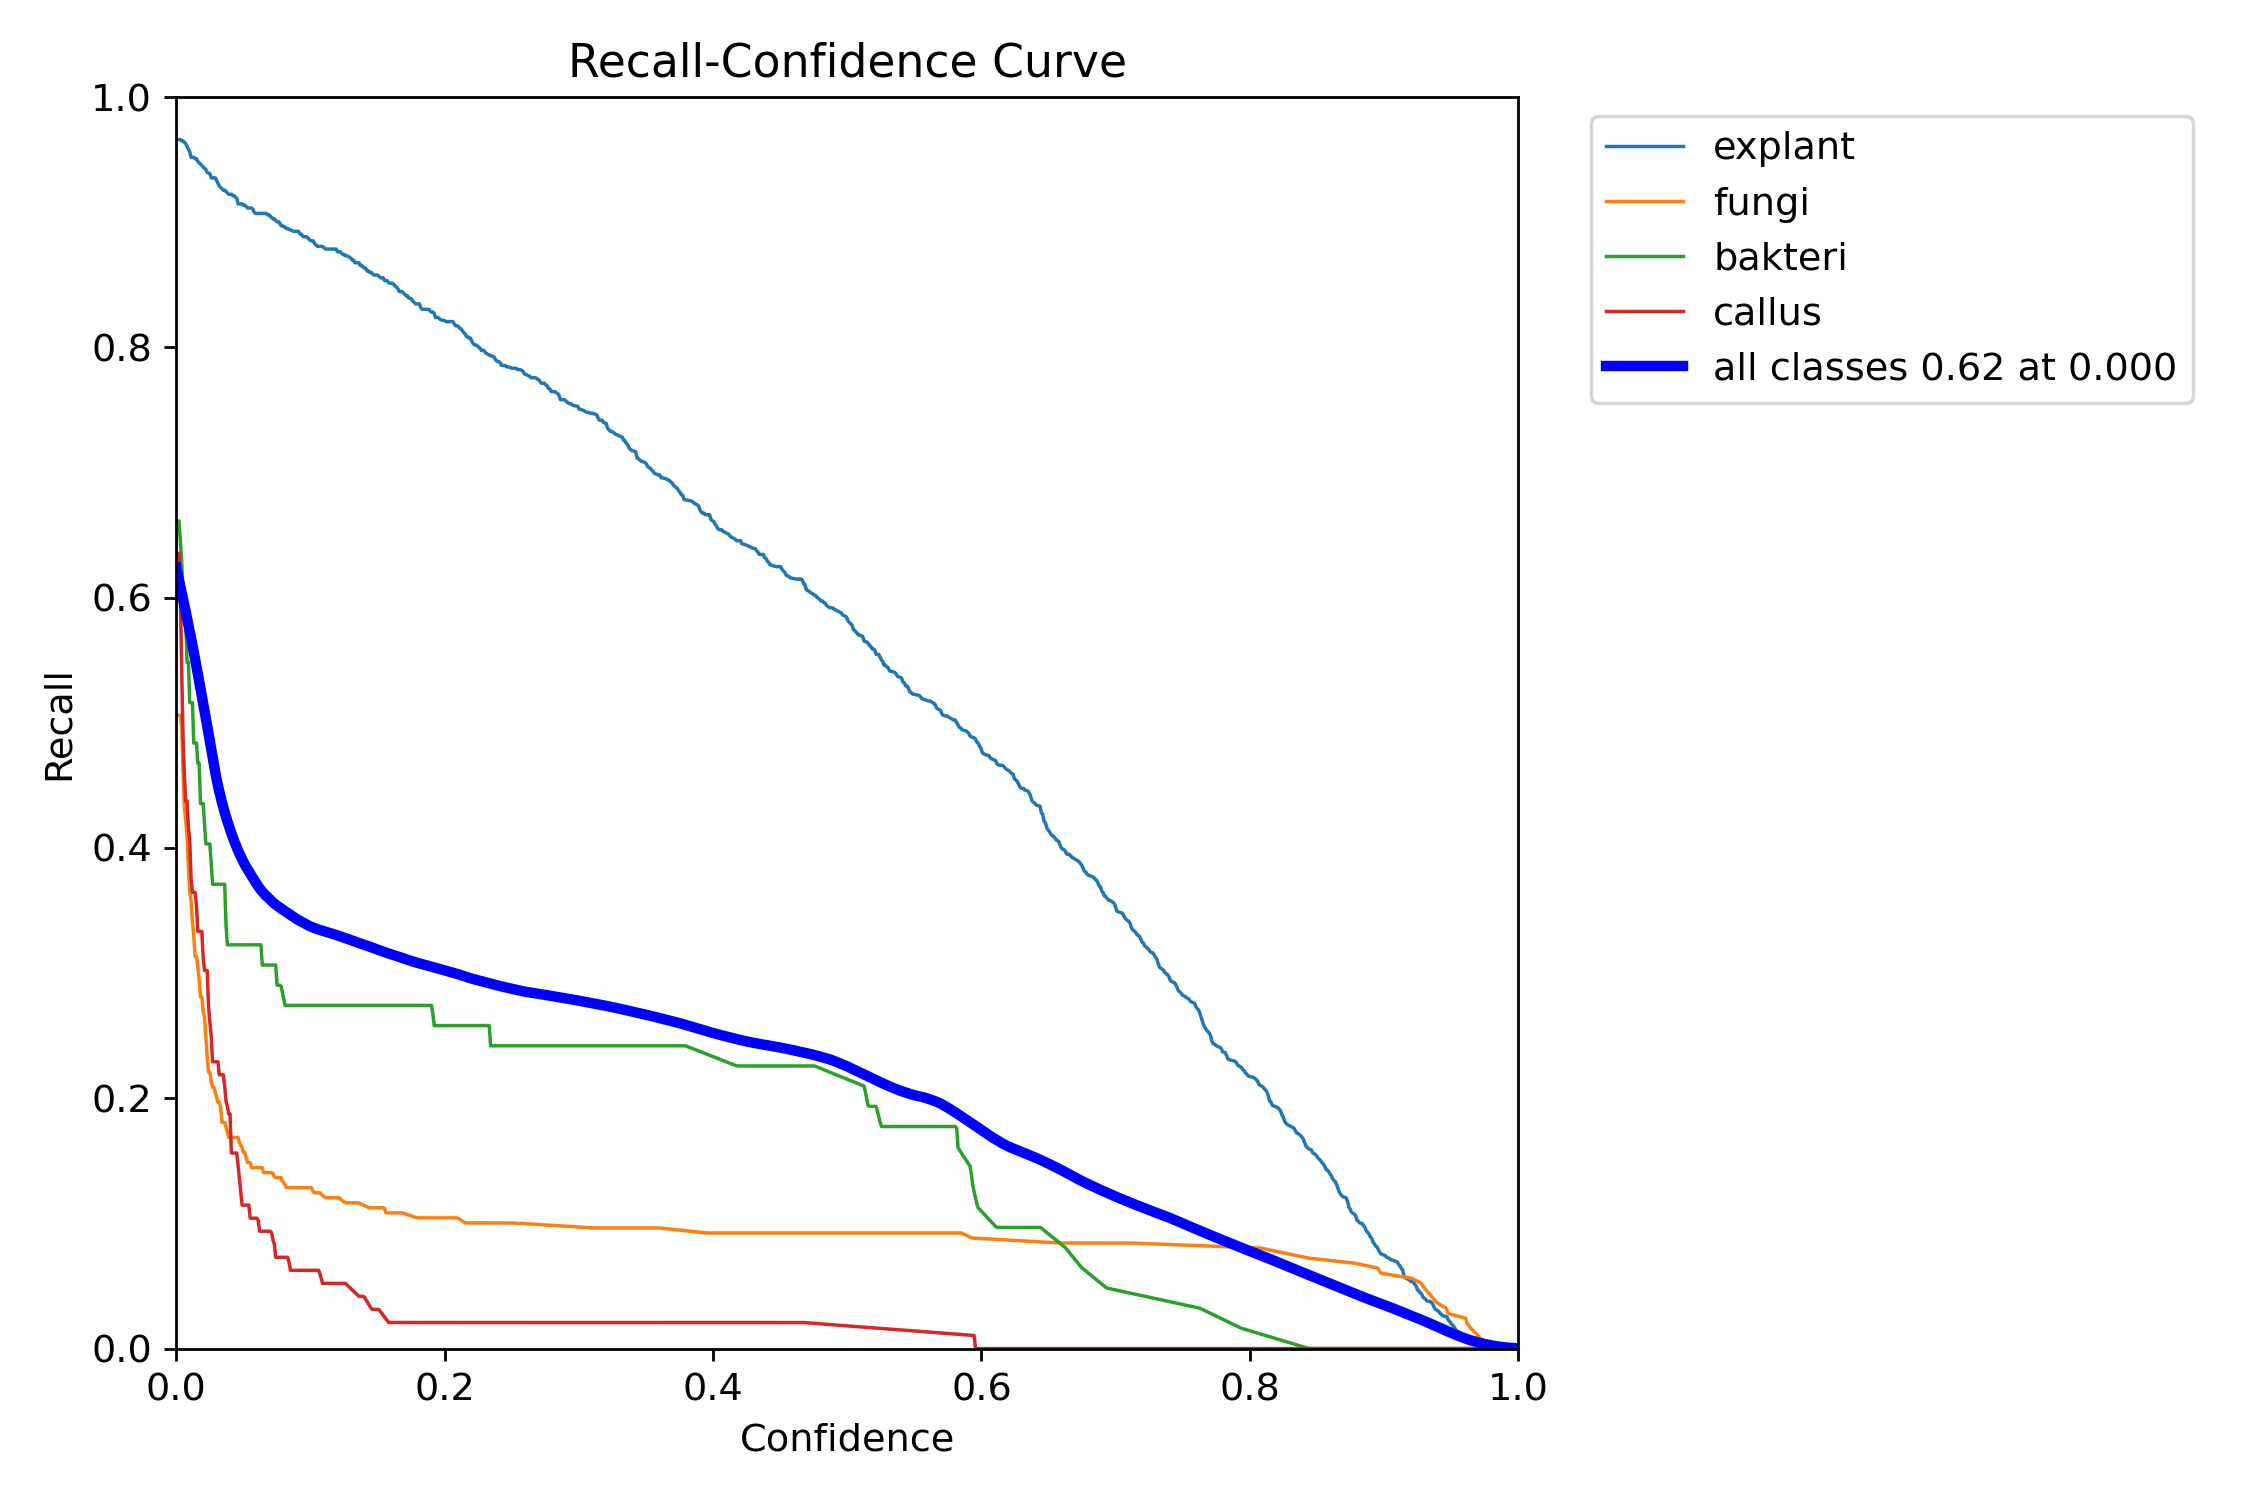 Recall-Confidence Curve
1.0
0.8
0.6
0.4
0.2
0.0
Recall
0.0 0.2 0.4 0.6 0.8 1.0
Confidence
explant
fungi
bakteri
callus
all classes 0.62 at 0.000